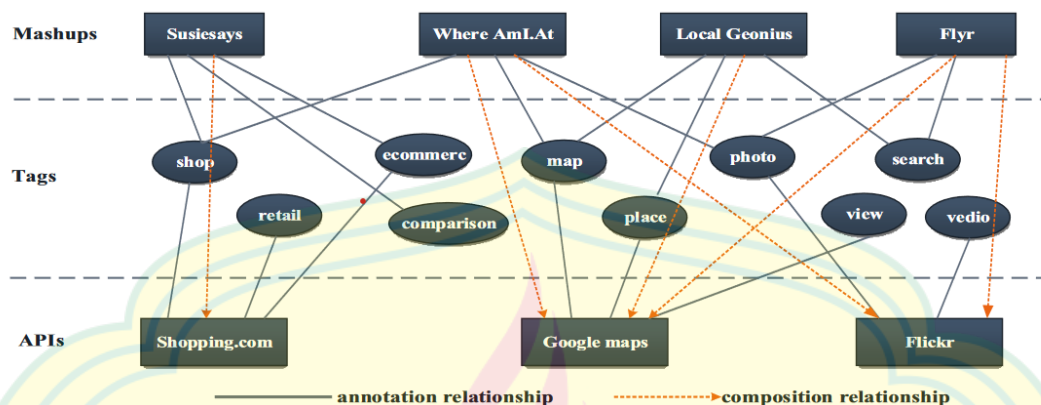 Mashups
Susiesays
Where AmI.At
Local Geonius
Flyr
Tags
shop
ecommerc
map
photo
search
retail
comparison
place
view
vedio
APIs
Shopping.com
Google maps
Flickr
annotation relationship
composition relationship